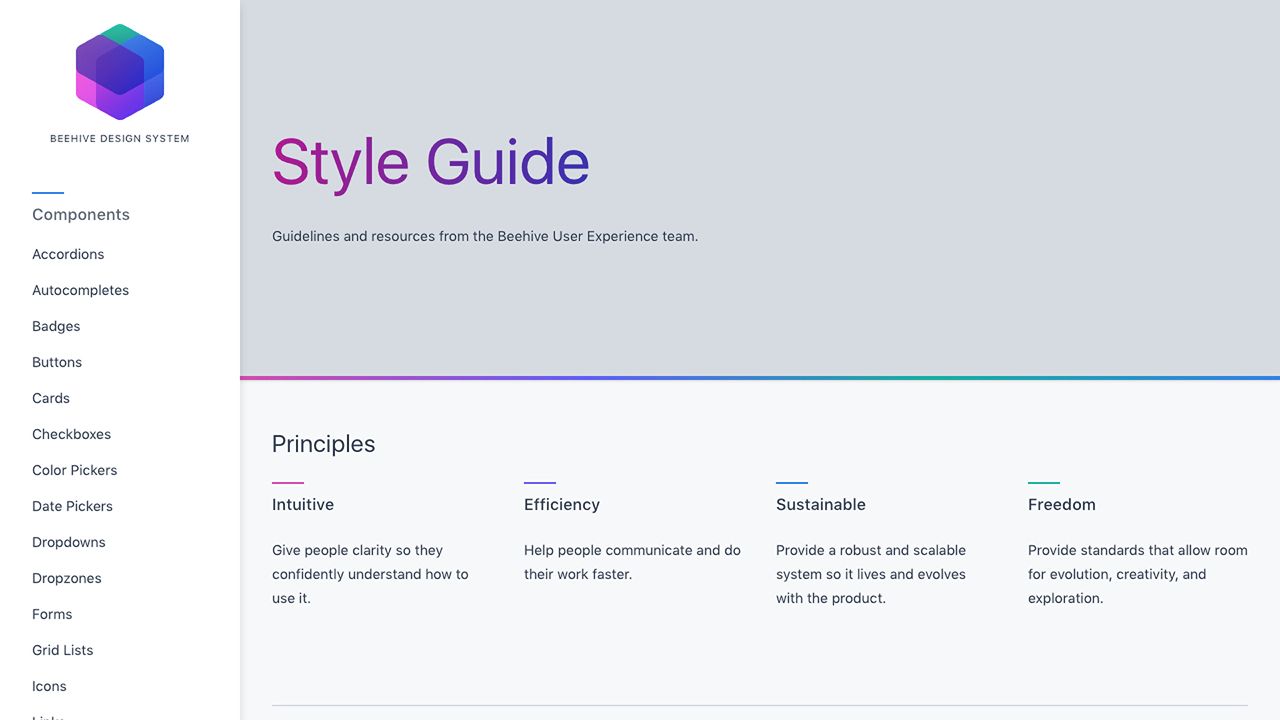 BEEHIVE DESIGN SYSTEM
Components
Accordions
Autocompletes
Badges
Buttons
Cards
Checkboxes
Color Pickers
Date Pickers
Dropdowns
Dropzones
Forms
Grid Lists
Icons
Style Guide
Guidelines and resources from the Beehive User Experience team.
Principles
Intuitive
Give people clarity so they
confidently understand how to
use it.
Efficiency
Help people communicate and do
their work faster.
Sustainable
Provide a robust and scalable
system so it lives and evolves
with the product.
Freedom
Provide standards that allow room
for evolution, creativity, and
exploration.